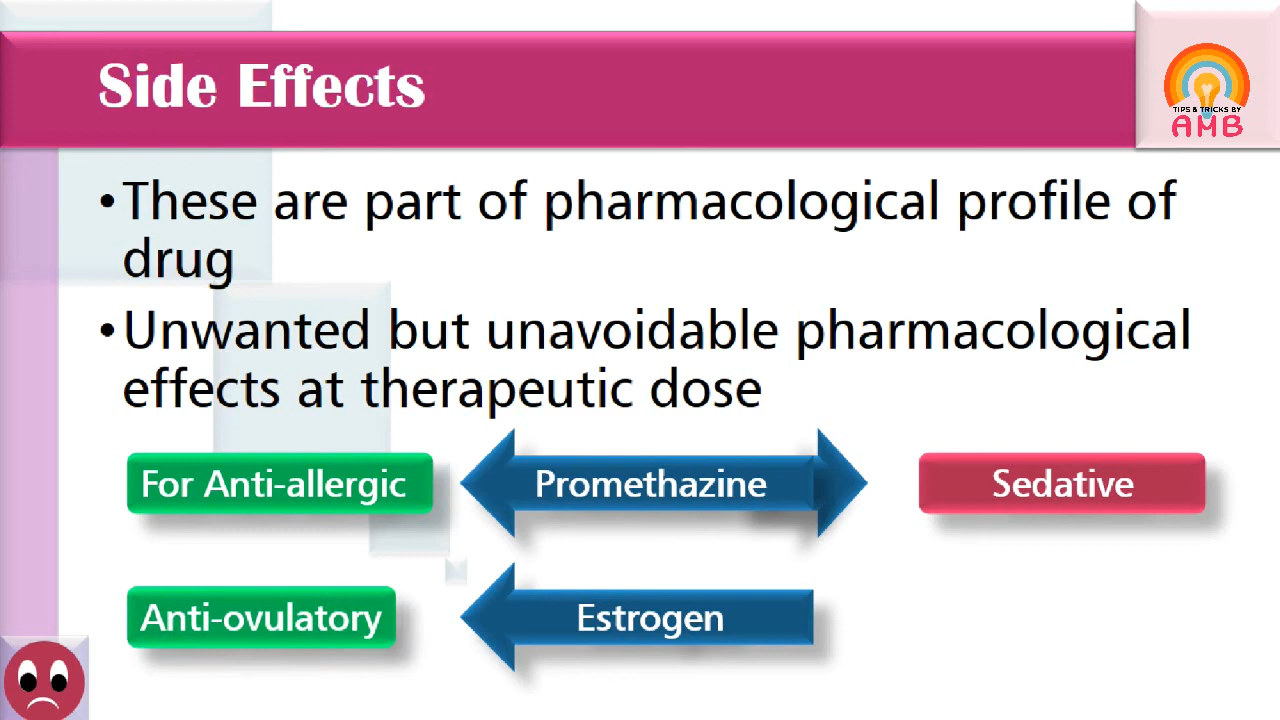 Side Effects
TIPS & TRICKS BY
AMB
•These are part of pharmacological profile of
drug
•Unwanted but unavoidable pharmacological
effects at therapeutic dose
For Anti-allergic Promethazine Sedative
Anti-ovulatory Estrogen